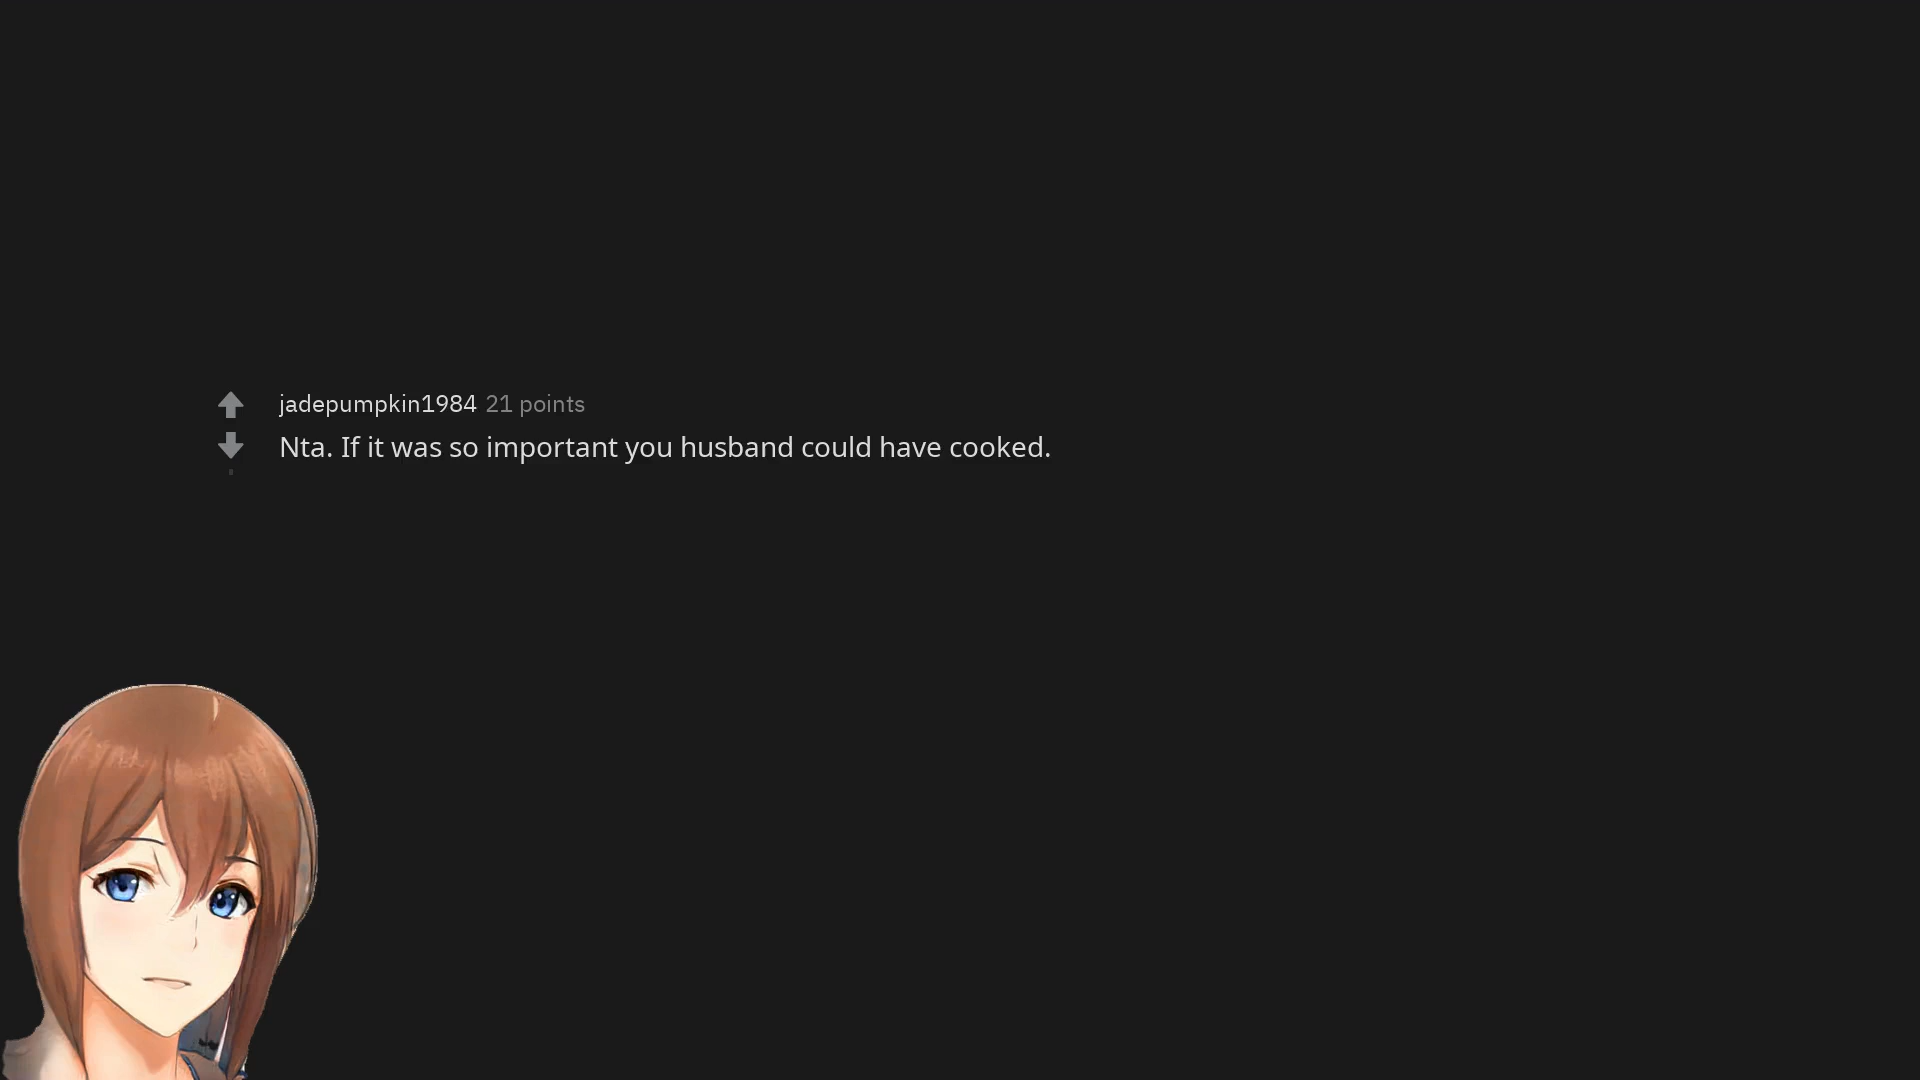 jadepumpkin1984 21 points
Nta. If it was so important you husband could have cooked.